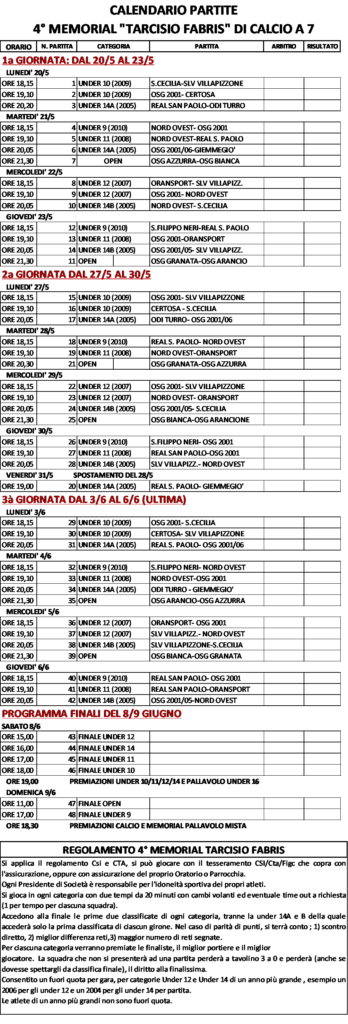 CALENDARIO PARTITE
4° MEMORIAL "TARCISIO FABRIS" DI CALCIO A 7
ORARIO N. PARTITA CATEGORIA PARTITA ARBITRO RISULTATO
1a GIORNATA: DAL 20/5 AL 23/5
LUNEDI' 20/5
ORE 18,15 1 UNDER 10 (2009) S.CECILIA-SLV VILLAPIZZONE
ORE 19,10 2 UNDER 10 (2009) OSG 2001- CERTOSA
ORE 20,20 3 UNDER 14A (2005) REAL SAN PAOLO-ODI TURRO
MARTEDI' 21/5
ORE 18,15 4 UNDER 9 (2010) NORD OVEST- OSG 2001
ORE 19,10 5 UNDER 11 (2008) NORD OVEST-REAL S. PAOLO
ORE 20,05 6 UNDER 14A (2005) OSG 2001/06-GIEMMEGIO'
ORE 21,30 7 OPEN OSG AZZURRA-OSG BIANCA
MERCOLEDI' 22/5
ORE 18,15 8 UNDER 12 (2007) ORANSPORT- SLV VILLAPIZZ.
ORE 19,10 9 UNDER 12 (2007) OSG 2001- NORD OVEST
ORE 20,05 10 UNDER 14B (2005) NORD OVEST- S.CECILIA
GIOVEDI' 23/5
ORE 18,15 12 UNDER 9 (2010) S.FILIPPO NERI-REAL S. PAOLO
ORE 19,10 13 UNDER 11 (2008) OSG 2001-ORANSPORT
ORE 20,05 14 UNDER 14B (2005) OSG 2001/05- SLV VILLAPIZZ.
ORE 21,30 11 OPEN OSG GRANATA-OSG ARANCIO
2a GIORNATA DAL 27/5 AL 30/5
LUNEDI' 27/5
ORE 18,15 15 UNDER 10 (2009) OSG 2001- SLV VILLAPIZZONE
ORE 19,10 16 UNDER 10 (2009) CERTOSA - S.CECILIA
ORE 20,05 17 UNDER 14A (2005) ODI TURRO- OSG 2001/06
MARTEDI' 28/5
ORE 18,15 18 UNDER 9 (2010) REAL S. PAOLO- NORD OVEST
ORE 19,10 19 UNDER 11 (2008) NORD OVEST-ORANSPORT
ORE 20,30 21 OPEN OSG GRANATA-OSG AZZURRA
MERCOLEDI' 29/5
ORE 18,15 22 UNDER 12 (2007) OSG 2001- SLV VILLAPIZZONE
ORE 19,10 23 UNDER 12 (2007) NORD OVEST- ORANSPORT
ORE 20,05 24 UNDER 14B (2005) OSG 2001/05- S.CECILIA
ORE 21,30 25 OPEN OSG BIANCA-OSG ARANCIONE
GIOVEDI' 30/5
ORE 18,15 26 UNDER 9 (2010) S.FILIPPO NERI- OSG 2001
ORE 19,10 27 UNDER 11 (2008) REAL SAN PAOLO-OSG 2001
ORE 20,05 28 UNDER 14B (2005) SLV VILLAPIZZ.- NORD OVEST
VENERDI' 31/5 SPOSTAMENTO DEL 28/5
ORE 19,00 20 UNDER 14A (2005) REAL S. PAOLO- GIEMMEGIO'
3à GIORNATA DAL 3/6 AL 6/6 (ULTIMA)
LUNEDI' 3/6
ORE 18,15 29 UNDER 10 (2009) OSG 2001- S.CECILIA
ORE 19,10 30 UNDER 10 (2009) CERTOSA- SLV VILLAPIZZONE
ORE 20,05 31 UNDER 14A (2005) REAL S. PAOLO- OSG 2001/06
MARTEDI' 4/6
ORE 18,15 32 UNDER 9 (2010) S.FILIPPO NERI- NORD OVEST
ORE 19,10 33 UNDER 11 (2008) NORD OVEST-OSG 2001
ORE 20,05 34 UNDER 14A (2005) ODI TURRO - GIEMMEGIO'
ORE 21,30 35 OPEN OSG ARANCIO-OSG AZZURRA
MERCOLEDI' 5/6
ORE 18,15 36 UNDER 12 (2007) ORANSPORT- OSG 2001
ORE 19,10 37 UNDER 12 (2007) SLV VILLAPIZZ.- NORD OVEST
ORE 20,05 38 UNDER 14B (2005) SLV VILLAPIZZONE-S.CECILIA
ORE 21,30 39 OPEN OSG BIANCA-OSG GRANATA
GIOVEDI' 6/6
ORE 18,15 40 UNDER 9 (2010) REAL SAN PAOLO- OSG 2001
ORE 19,10 41 UNDER 11 (2008) REAL SAN PAOLO-ORANSPORT
ORE 20,05 42 UNDER 14B (2005) OSG 2001/05-NORD OVEST
PROGRAMMA FINALI DEL 8/9 GIUGNO
SABATO 8/6
ORE 15,00 43 FINALE UNDER 12
ORE 16,00 44 FINALE UNDER 14
ORE 17,00 45 FINALE UNDER 11
ORE 18,00 46 FINALE UNDER 10
ORE 19,00 PREMIAZIONI UNDER 10/11/12/14 E PALLAVOLO UNDER 16
DOMENICA 9/6
ORE 11,00 47 FINALE OPEN
ORE 17,00 48 FINALE UNDER 9
ORE 18,30 PREMIAZIONI CALCIO E MEMORIAL PALLAVOLO MISTA
REGOLAMENTO 4° MEMORIAL TARCISIO FABRIS
Si applica il regolamento Csi e CTA, si può giocare con il tesseramento CSI/Cta/Figc che copra con
l'assicurazione, oppure con assicurazione del proprio Oratorio o Parrocchia.
Ogni Presidente di Società è responsabile per l'idoneità sportiva dei propri atleti.
Si gioca in ogni categoria con due tempi da 20 minuti con cambi volanti ed eventuale time out a richiesta
(1 per tempo per ciascuna squadra).
Accedono alla finale le prime due classificate di ogni categoria, tranne la under 14A e B della quale
accederà solo la prima classificata di ciascun girone. Nel caso di parità di punti, si terrà conto ; 1) scontro
diretto, 2) miglior differenza reti,3) maggior numero di reti segnate.
Per ciascuna categoria verranno premiate le finaliste, il miglior portiere e il miglior
giocatore. La squadra che non si presenterà ad una partita perderà a tavolino 3 a 0 e perderà (anche se
dovesse spettargli da classifica finale), il diritto alla finalissima.
Consentito un fuori quota per gara, per categorie Under 12 e Under 14 di un anno più grande , esempio un
2006 per gli under 12 e un 2004 per gli under 14 per partita.
Le atlete di un anno più grandi non sono fuori quota.